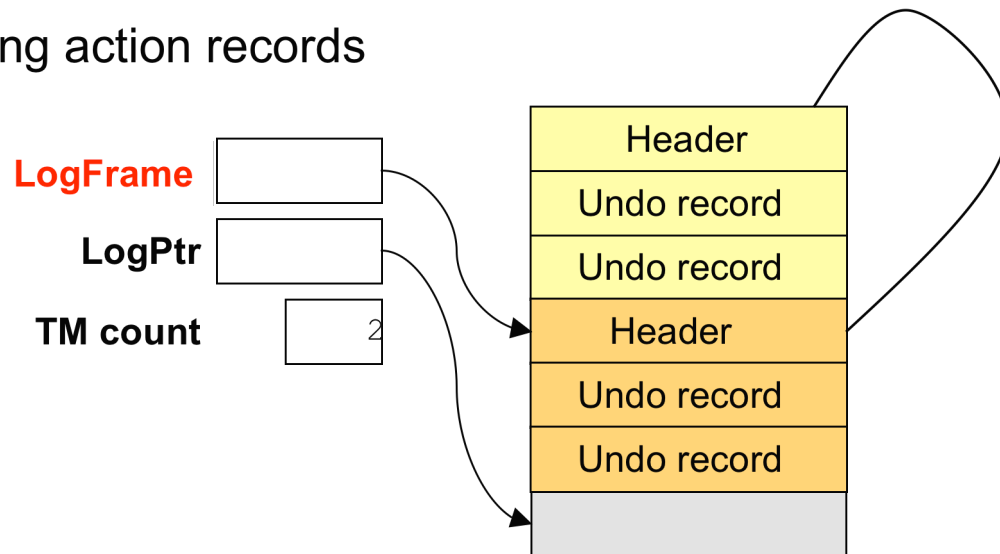 ng action records
LogFrame
LogPtr
TM count
2
Header
Undo record
Undo record
Header
Undo record
Undo record